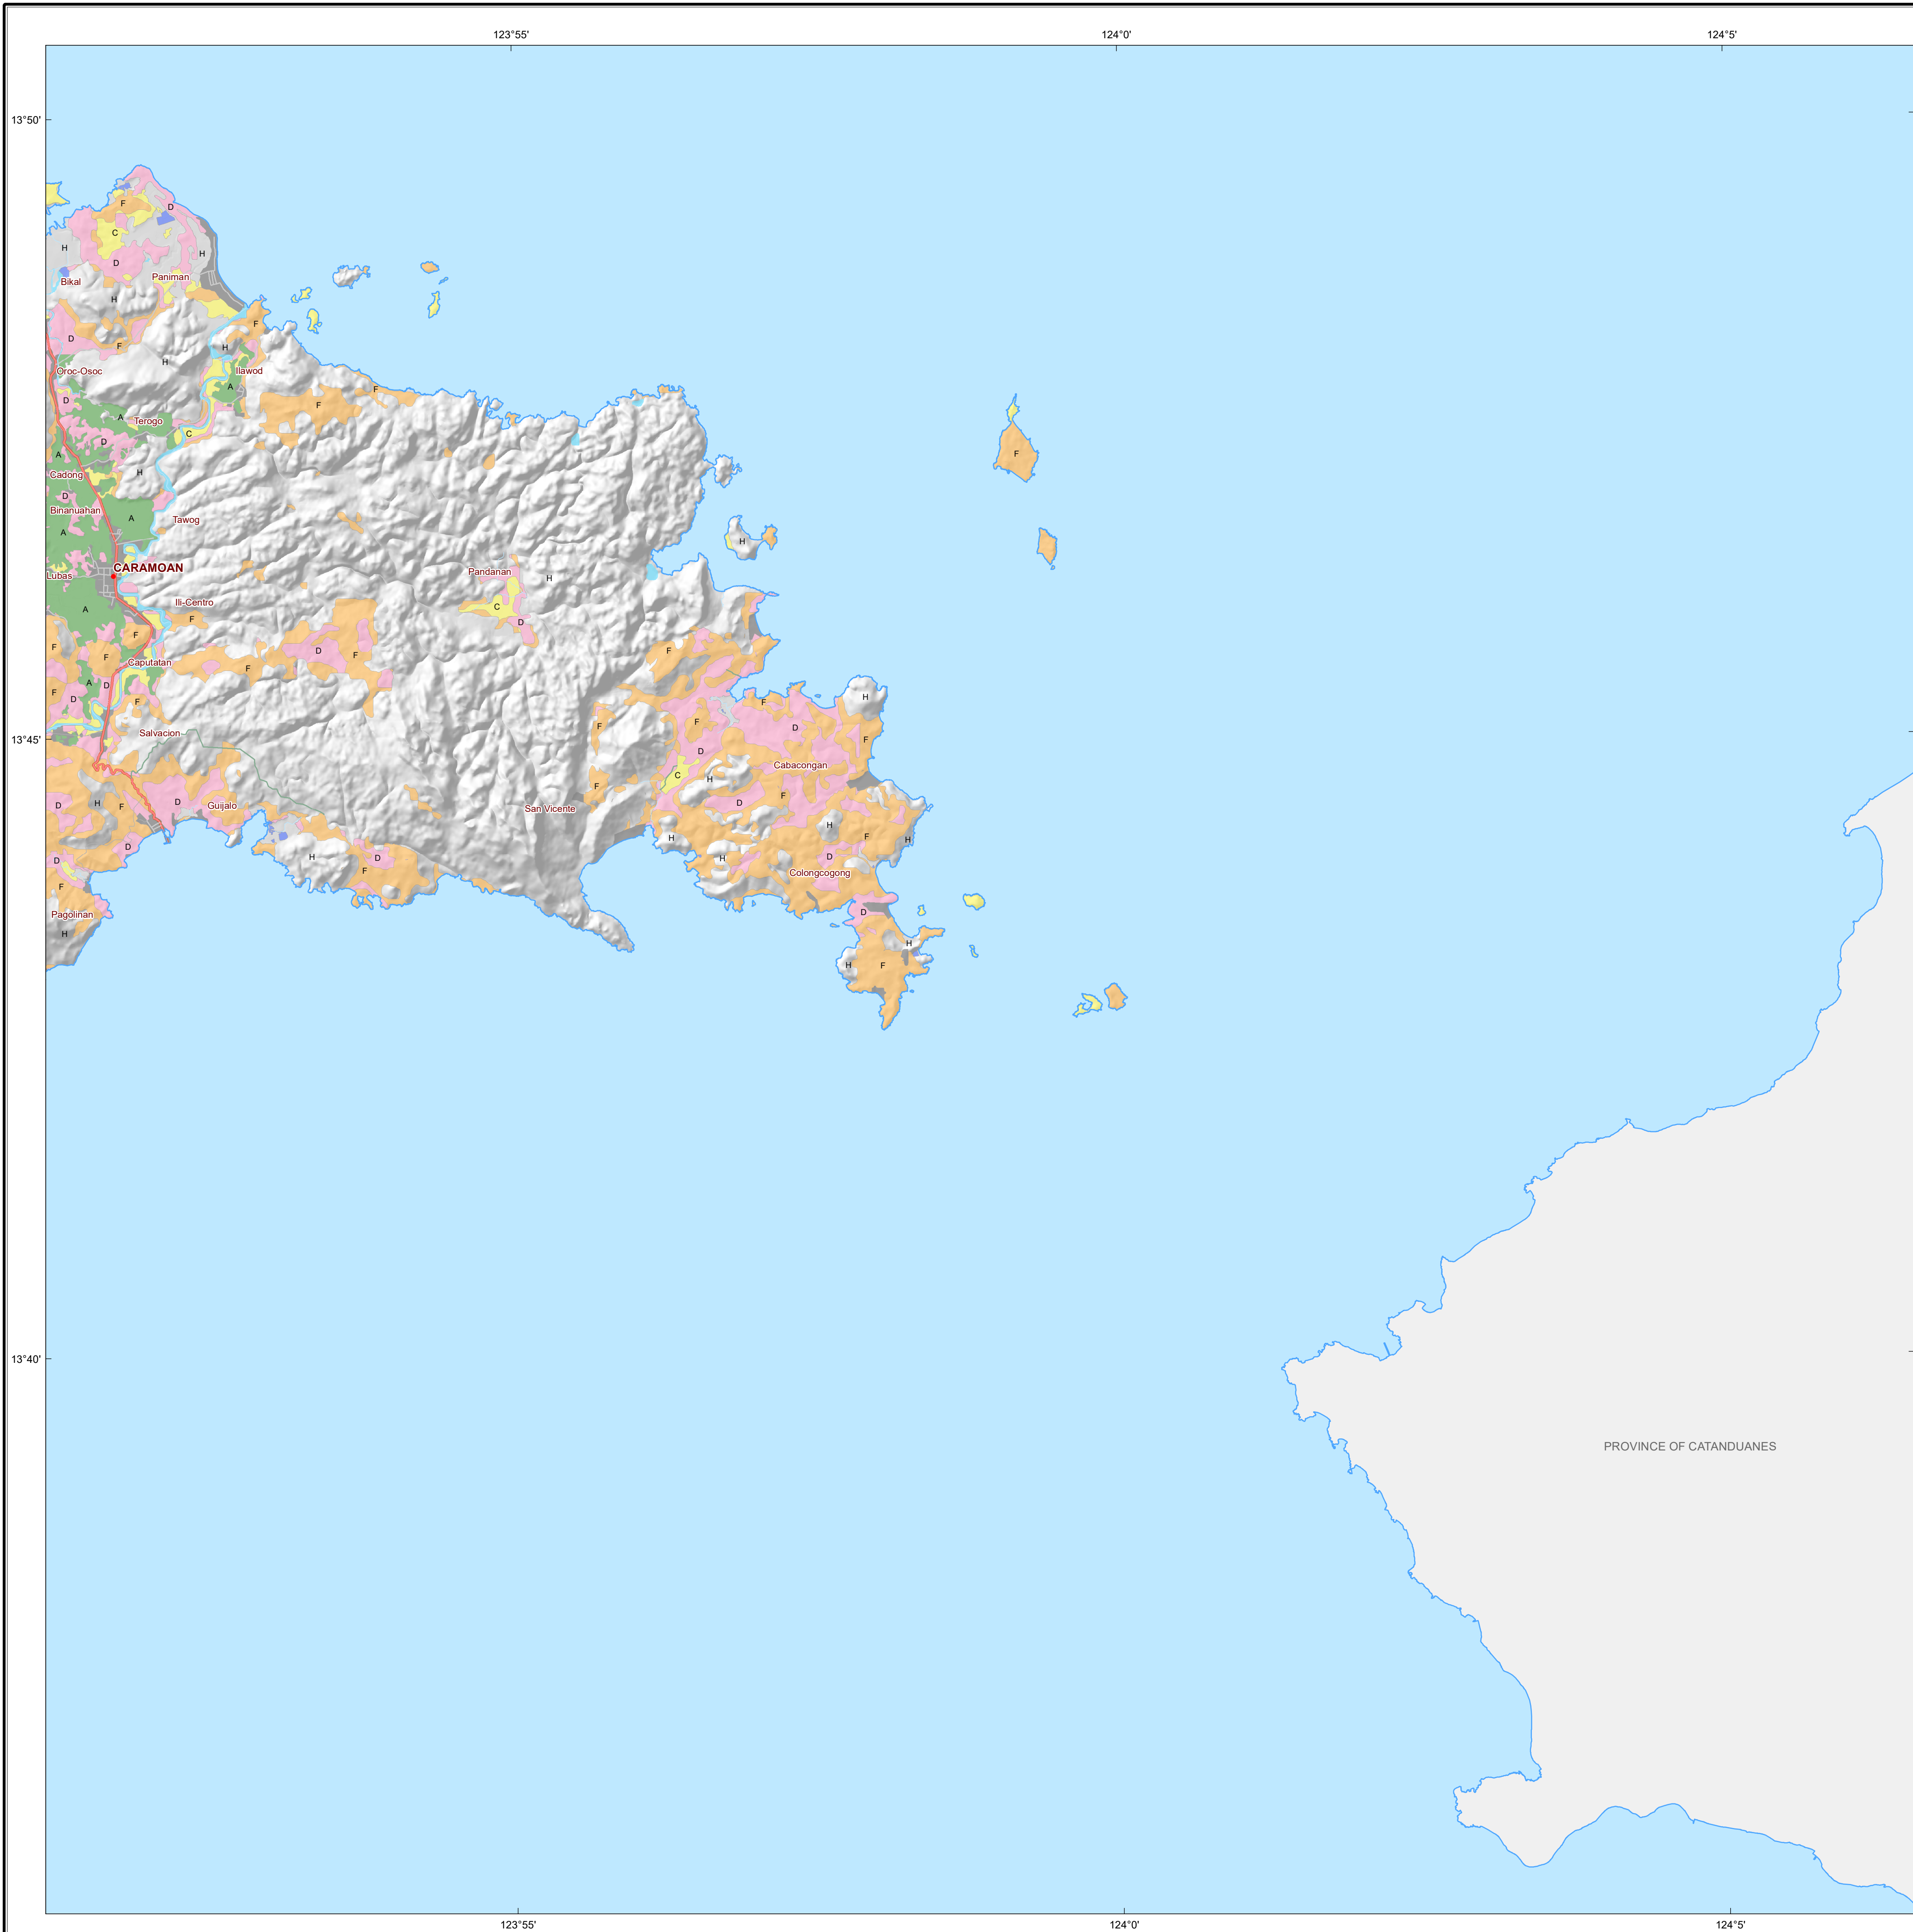 123°55' 124°0' 124°5'
13°50'
F
D
C
H
H
D
Paniman
Bikal
H
F
D
F
H
H
Oroc-Osoc
Ilawod
A
F
D
F
A
Terogo
C
D
A
H
F
Cadong
D
Binanuahan
A
Tawog
A
H
CARAMOAN
Pandanan
H
Lubas
Ili-Centro
C
A
F
D
F
F
D
F
F
Caputatan
F
F
A
D
F
D
F
H
F
F
Salvacion
F
D
13°45'
F
D
Cabacongan
C
H
F
D
H
F
D
Guijalo
San Vicente
D
F
H
F
H
H
D
D
H
D
H
D
F
Colongcogong
F
Pagolinan
D
H
H
H
F
13°40'
PROVINCE OF CATANDUANES
123°55' 124°0' 124°5'